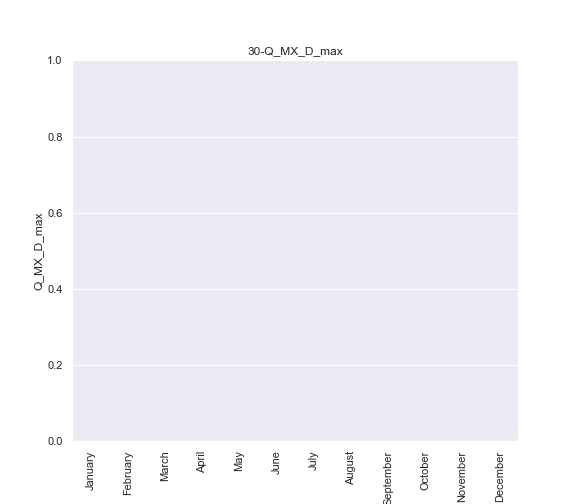 30-Q_MX_D_max
1.0
0.8
0.6
0.4
0.2
0.0
Q_MX_D_max
January
February
March
April
May
June
July
August
September
October
November
December